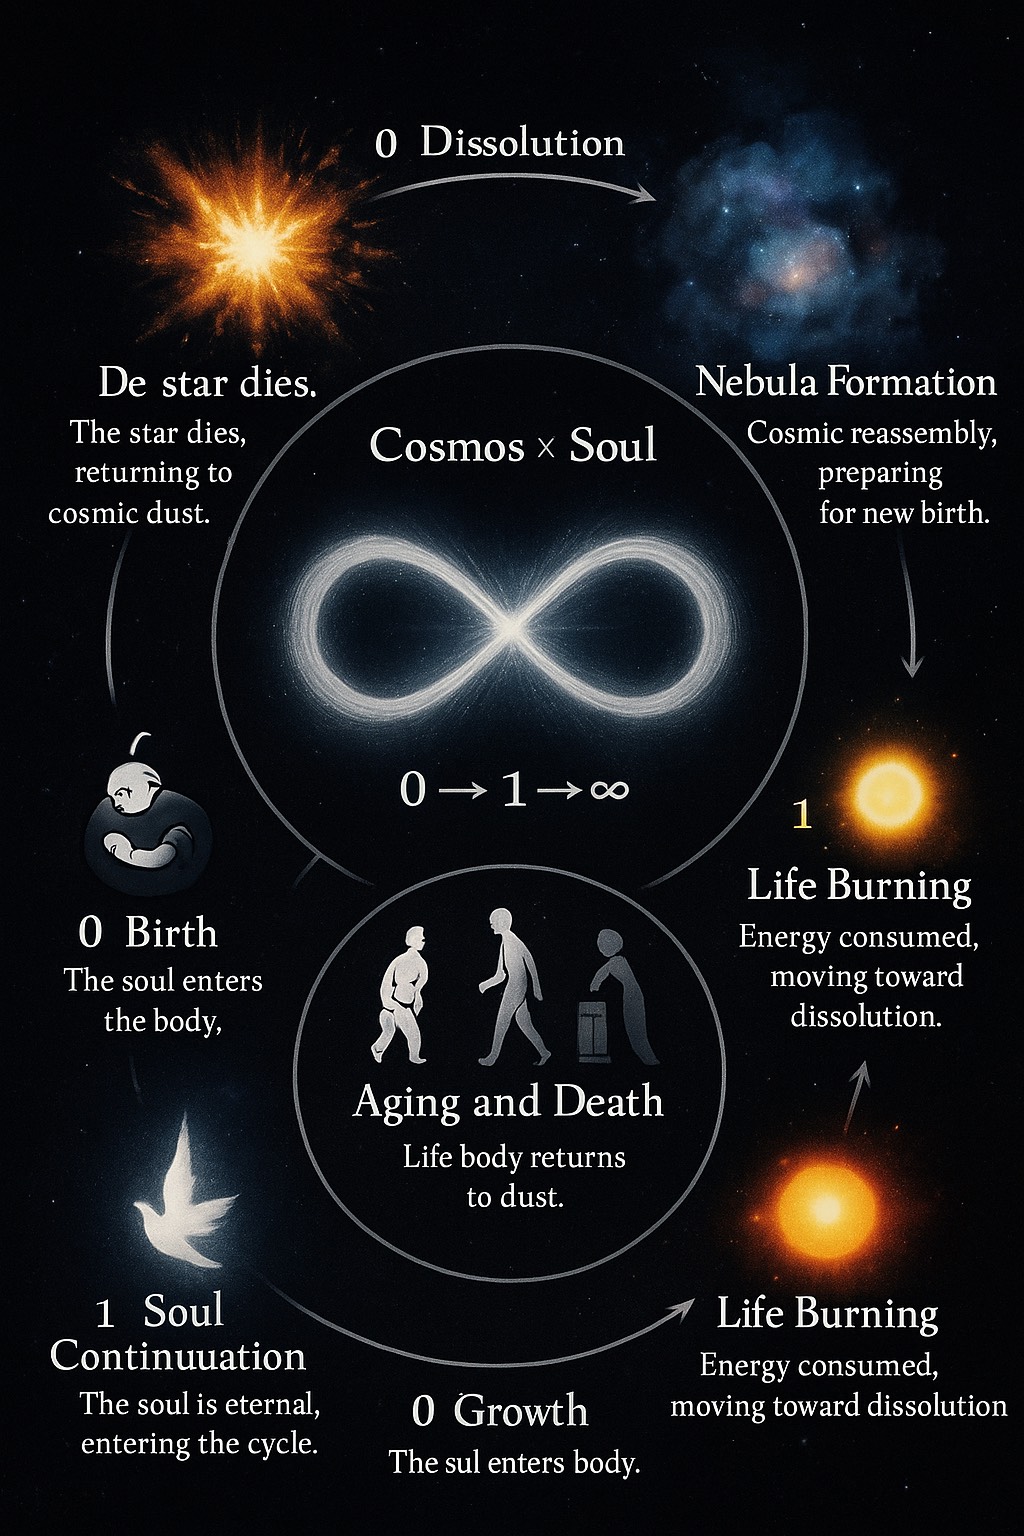 0 Dissolution
De star dies.
The star dies,
returning to
cosmic dust.
Nebula Formation
Cosmic reassembly,
preparing
for new birth.
Cosmos × Soul
0 → 1 → ∞
1
Life Burning
Energy consumed,
moving toward
dissolution.
0 Birth
The soul enters
the body,
Aging and Death
Life body returns
to dust.
1 Soul
Continuuation
The soul is eternal,
entering the cycle.
0 Growth
The sul enters body.
Life Burning
Energy consumed,
moving toward dissolution